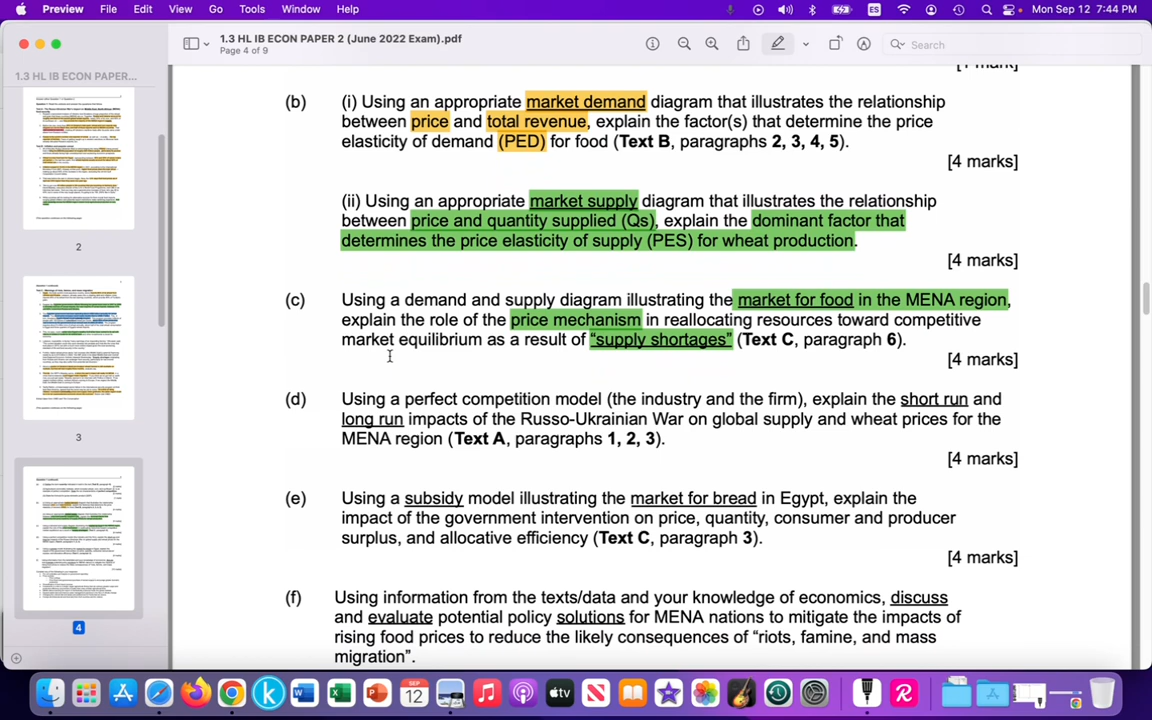 Preview File Edit View Go Tools Window Help
ES Mon Sep 12 7:44 PM
1.3 HL IB ECON PAPER 2 (June 2022 Exam).pdf
Page 4 of 9
Search
1.3 HL IB ECON PAPER...
2
3
4
[1 mark]
(b) (i) Using an appropriate market demand diagram that illustrates the relationship
between price and total revenue, explain the factor(s) that determine the price
elasticity of demand (PED) for food (Text B, paragraphs 2, 3, 4, 5).
[4 marks]
(ii) Using an appropriate market supply diagram that illustrates the relationship
between price and quantity supplied (Qs), explain the dominant factor that
determines the price elasticity of supply (PES) for wheat production.
[4 marks]
(c) Using a demand and supply diagram illustrating the market for food in the MENA region,
explain the role of the price mechanism in reallocating resources toward competitive
market equilibrium as a result of “supply shortages” (Text C, paragraph 6).
[4 marks]
(d) Using a perfect competition model (the industry and the firm), explain the short run and
long run impacts of the Russo-Ukrainian War on global supply and wheat prices for the
MENA region (Text A, paragraphs 1, 2, 3).
[4 marks]
(e) Using a subsidy model illustrating the market for bread in Egypt, explain the
impact of the government intervention on price, quantity, consumer and producer
surplus, and allocative efficiency (Text C, paragraph 3).
[4 marks]
(f) Using information from the texts/data and your knowledge of economics, discuss
and evaluate potential policy solutions for MENA nations to mitigate the impacts of
rising food prices to reduce the likely consequences of “riots, famine, and mass
migration”.
SEP
12
tv